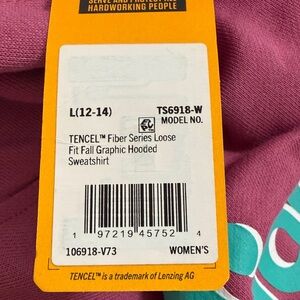 SERVE AND PROTECT
HARDWORKING PEOPLE
L(12-14)
TS6918-W
MODEL NO.
TENCEL™ Fiber Series Loose
Fit Fall Graphic Hooded
Sweatshirt
1 97219 45752 4
106918-V73
WOMEN'S
TENCEL™ is a trademark of Lenzing AG